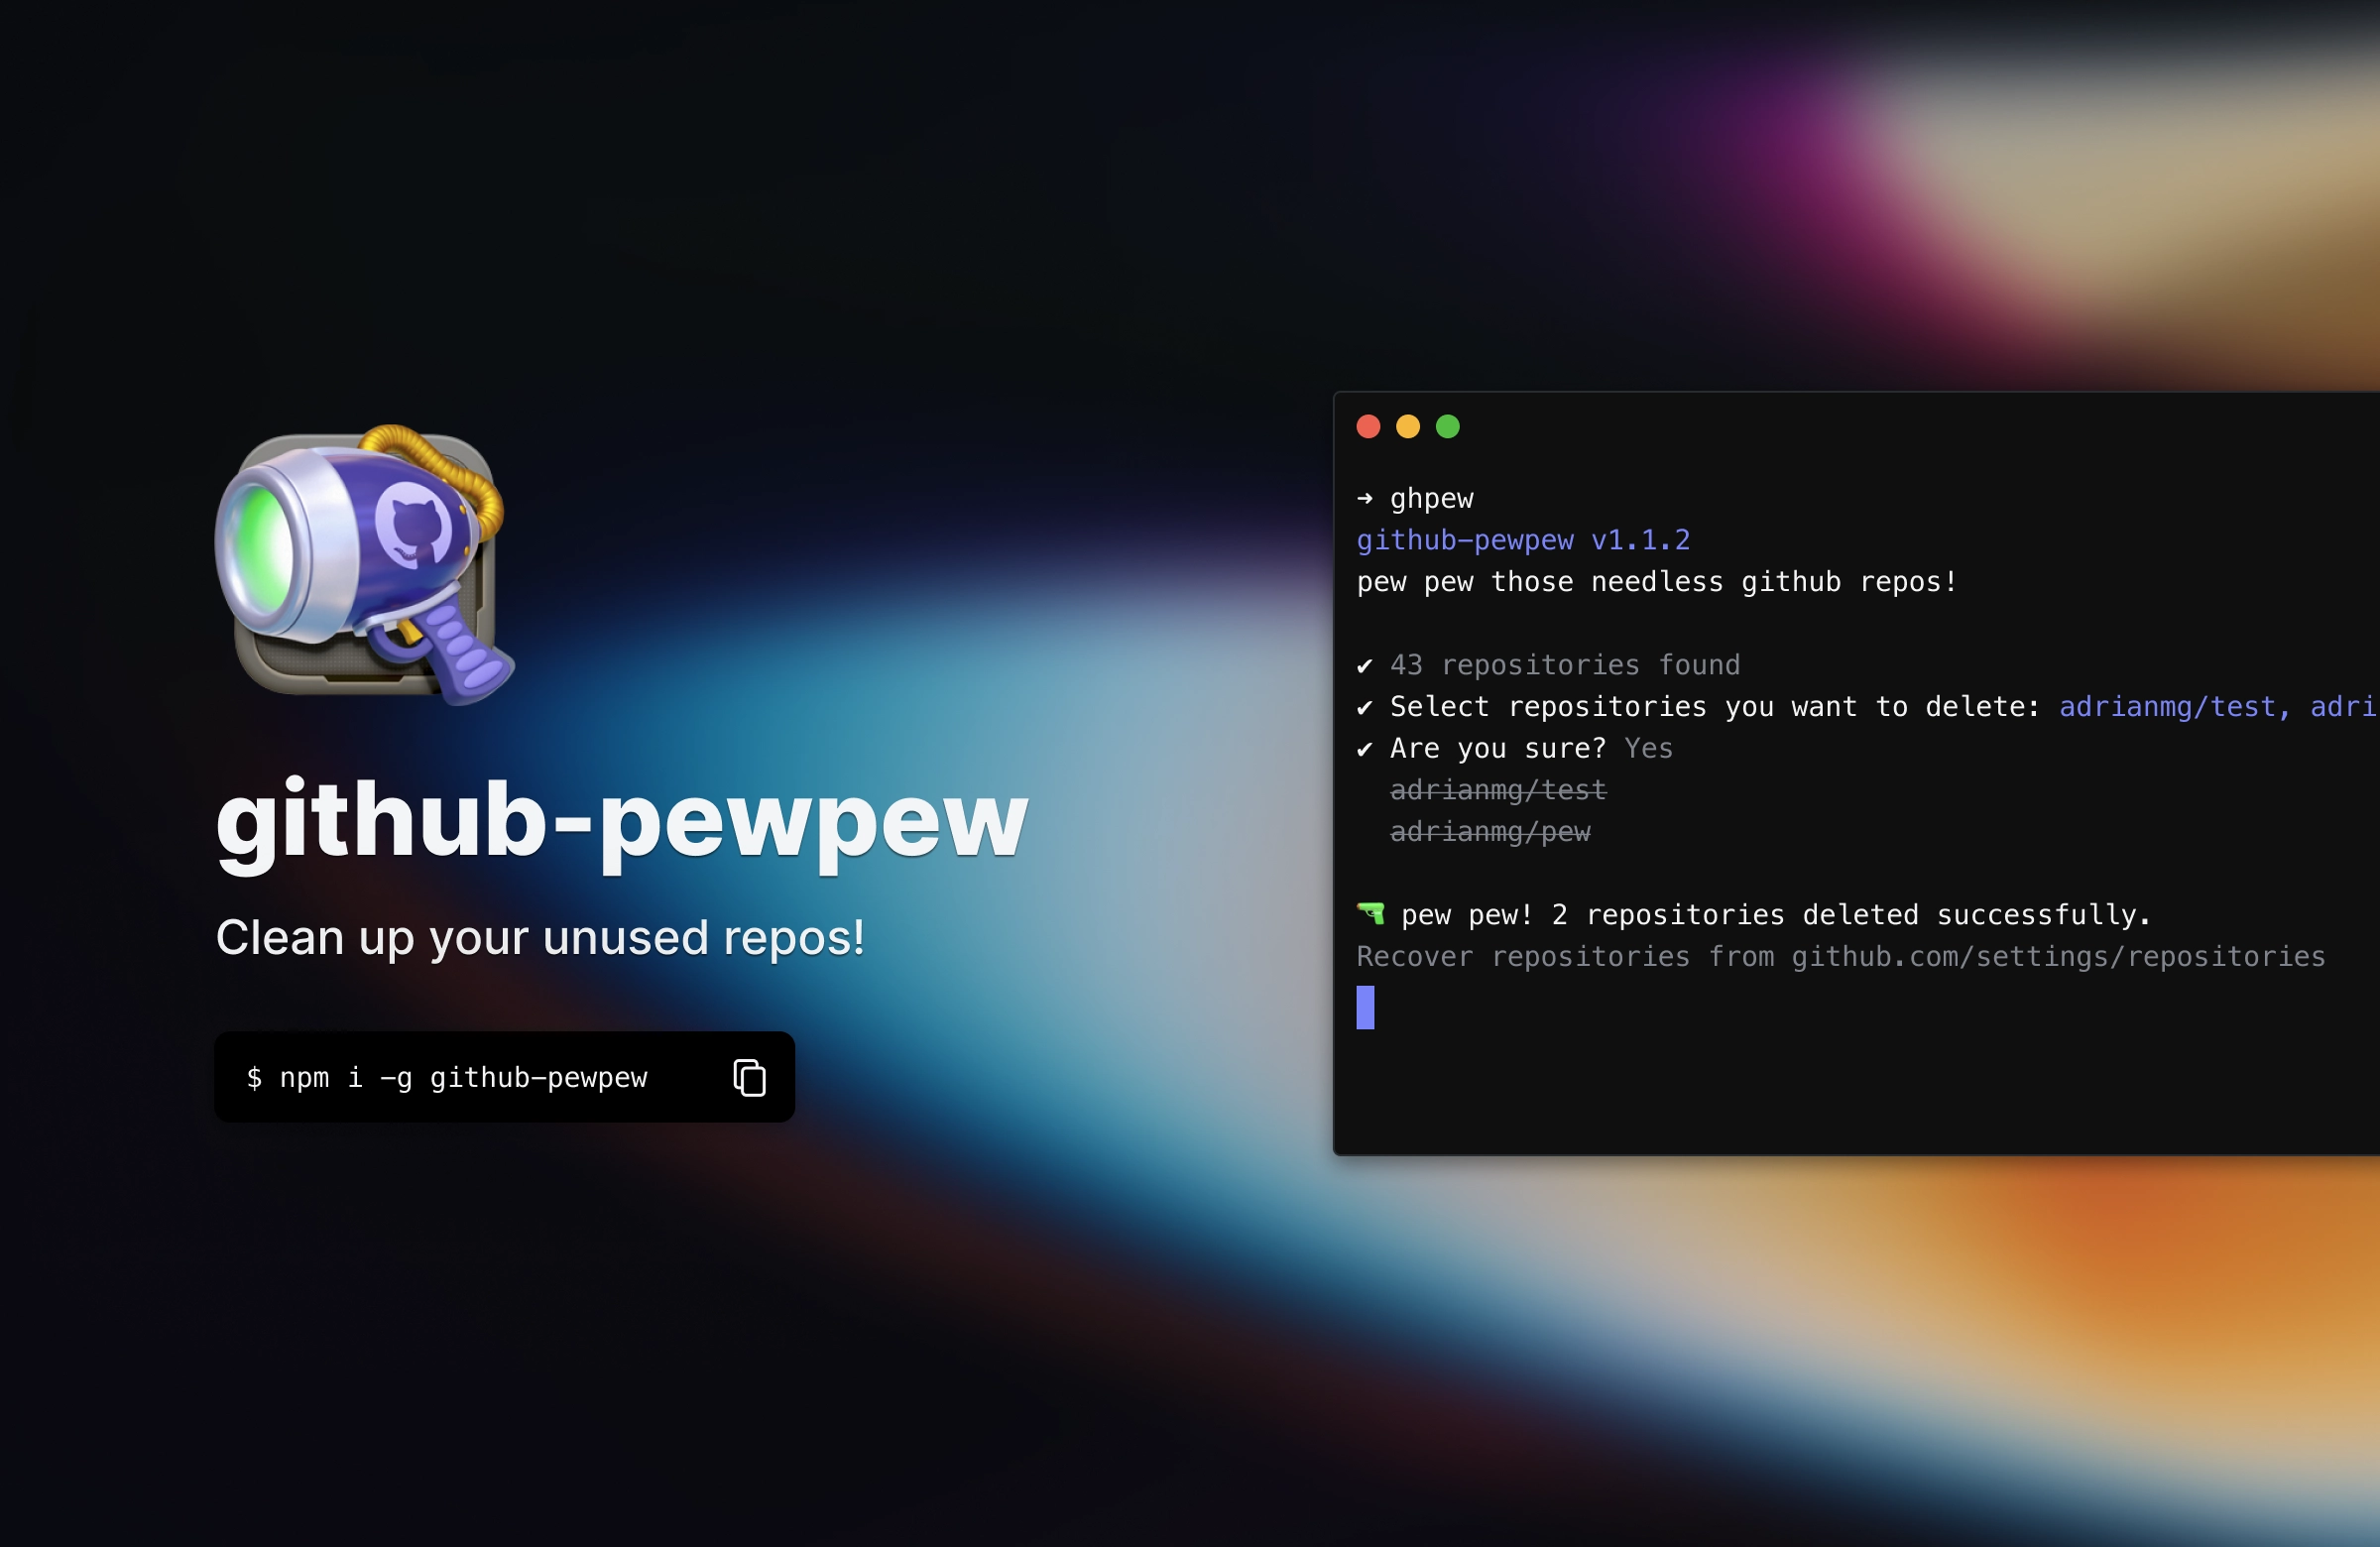 github-pewpew
Clean up your unused repos!
$ npm i -g github-pewpew
➜ ghpew
github-pewpew v1.1.2
pew pew those needless github repos!
✔ 43 repositories found
✔ Select repositories you want to delete: adrianmg/test, adri
✔ Are you sure? Yes
adrianmg/test
adrianmg/pew
🔫 pew pew! 2 repositories deleted successfully.
Recover repositories from github.com/settings/repositories